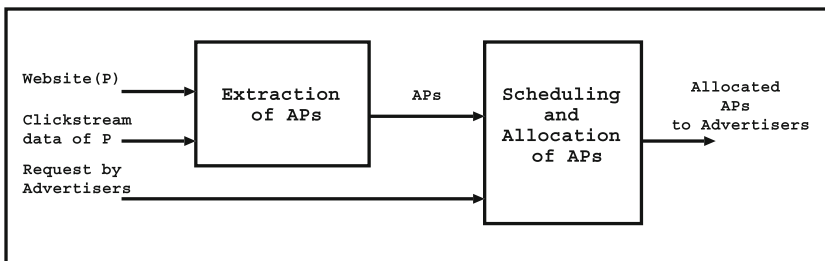 Website(P)
Clickstream
data of P
Request by
Advertisers
Extraction
of APs
APs
Scheduling
and
Allocation
of APs
Allocated
APs
to Advertisers